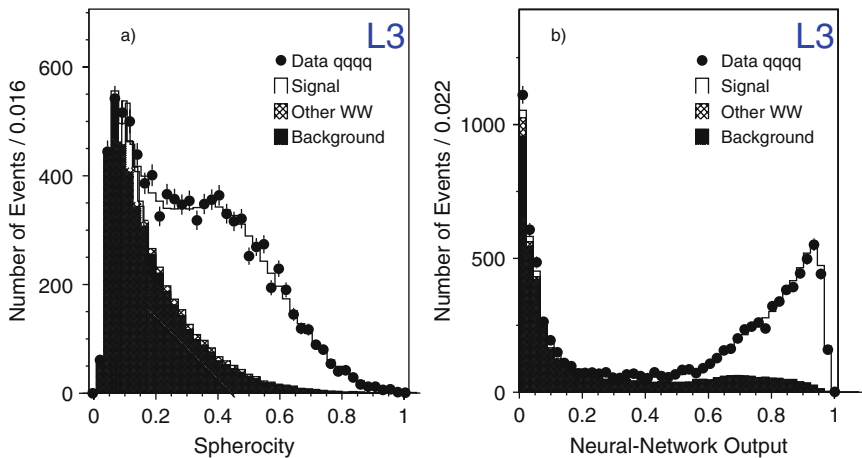 a)
L3
Data qqqq
Signal
Other WW
Background
Number of Events / 0.016
600
400
200
0
0 0.2 0.4 0.6 0.8 1
Spherocity
b)
L3
Data qqqq
Signal
Other WW
Background
Number of Events / 0.022
1000
500
0
0 0.2 0.4 0.6 0.8 1
Neural-Network Output